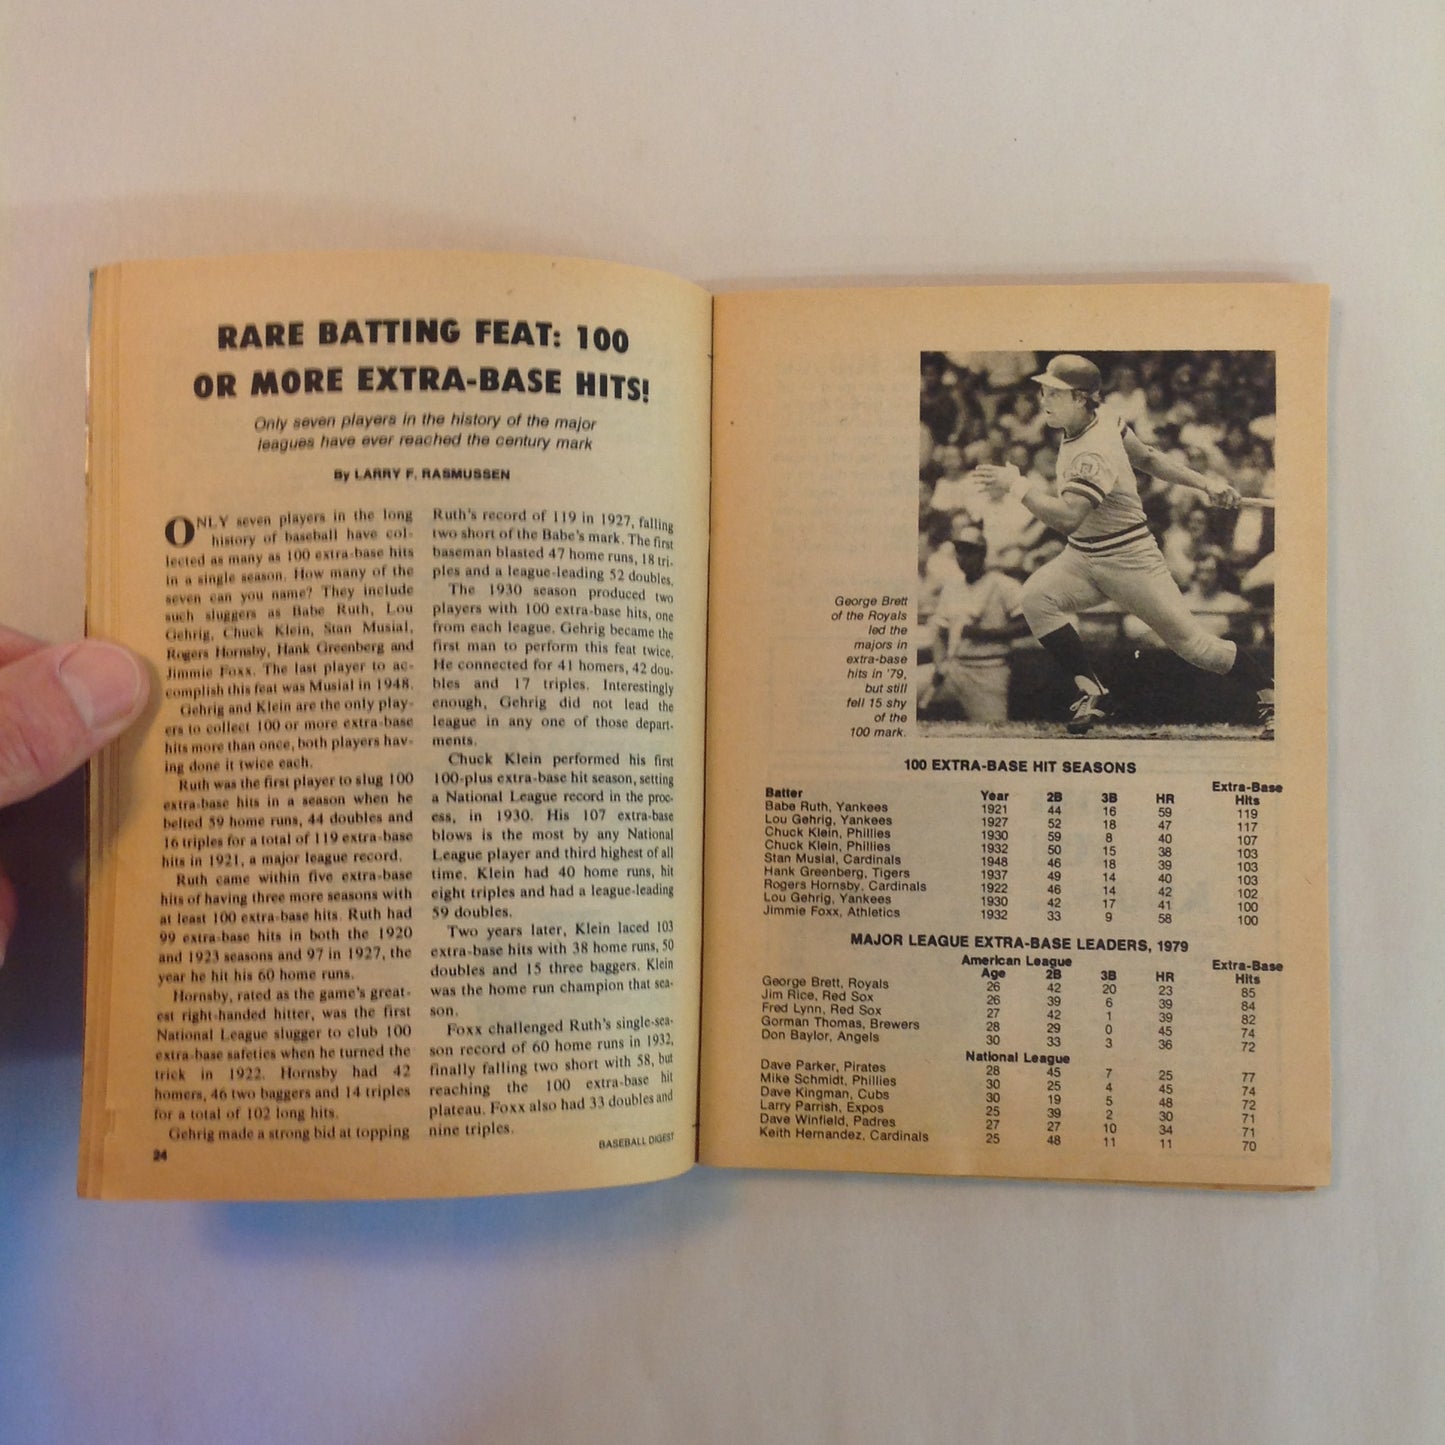 RARE BATTING FEAT: 100
OR MORE EXTRA-BASE HITS!
Only seven players in the history of the major
leagues have ever reached the century mark
By LARRY F. RASMUSSEN
ONLY seven players in the long
history of baseball have col-
lected as many as 100 extra-base hits
in a single season. How many of the
seven can you name? They include
such sluggers as Babe Ruth, Lou
Gehrig, Chuck Klein, Stan Musial,
Rogers Hornsby, Hank Greenberg and
Jimmie Foxx. The last player to ac-
complish this feat was Musial in 1948.
Gehrig and Klein are the only play-
ers to collect 100 or more extra-base
hits more than once, both players hav-
ing done it twice each.
Ruth was the first player to slug 100
extra-base hits in a season when he
belted 59 home runs, 44 doubles and
16 triples for a total of 119 extra-base
hits in 1921, a major league record.
Ruth came within five extra-base
hits of having three more seasons with
at least 100 extra-base hits. Ruth had
99 extra-base hits in both the 1920
and 1923 seasons and 97 in 1927, the
year he hit his 60 home runs.
Hornsby, rated as the game's great-
est right-handed hitter, was the first
National League slugger to club 100
extra-base safeties when he turned the
trick in 1922. Hornsby had 42
homers, 46 two baggers and 14 triples
for a total of 102 long hits.
Gehrig made a strong bid at topping
24
Ruth's record of 119 in 1927, falling
two short of the Babe's mark. The first
baseman blasted 47 home runs, 18 tri-
ples and a league-leading 52 doubles.
The 1930 season produced two
players with 100 extra-base hits, one
from each league. Gehrig became the
first man to perform this feat twice.
He connected for 41 homers, 42 dou-
bles and 17 triples. Interestingly
enough, Gehrig did not lead the
league in any one of those depart-
ments.
Chuck Klein performed his first
100-plus extra-base hit season, setting
a National League record in the proc-
ess, in 1930. His 107 extra-base
blows is the most by any National
League player and third highest of all
time. Klein had 40 home runs, hit
eight triples and had a league-leading
59 doubles.
Two years later, Klein laced 103
extra-base hits with 38 home runs, 50
doubles and 15 three baggers. Klein
was the home run champion that sea-
son.
Foxx challenged Ruth's single-sea-
son record of 60 home runs in 1932,
finally falling two short with 58, but
reaching the 100 extra-base hit
plateau. Foxx also had 33 doubles and
nine triples.
BASEBALL DIGEST
George Brett
of the Royals
led the
majors in
extra-base
hits in '79,
but still
fell 15 shy
of the
100 mark.
100 EXTRA-BASE HIT SEASONS
Batter Year 2B 3B HR Extra-Base Hits
Babe Ruth, Yankees 1921 44 16 59 119
Lou Gehrig, Yankees 1927 52 18 47 117
Chuck Klein, Phillies 1930 59 8 40 107
Chuck Klein, Phillies 1932 50 15 38 103
Stan Musial, Cardinals 1948 46 18 39 103
Hank Greenberg, Tigers 1937 49 14 40 103
Rogers Hornsby, Cardinals 1922 46 14 42 102
Lou Gehrig, Yankees 1930 42 17 41 100
Jimmie Foxx, Athletics 1932 33 9 58 100
MAJOR LEAGUE EXTRA-BASE LEADERS, 1979
American League
Age 2B 3B HR Extra-Base Hits
George Brett, Royals 26 42 20 23 85
Jim Rice, Red Sox 26 39 6 39 84
Fred Lynn, Red Sox 27 42 1 39 82
Gorman Thomas, Brewers 28 29 0 45 74
Don Baylor, Angels 30 33 3 36 72
National League
Dave Parker, Pirates 28 45 7 25 77
Mike Schmidt, Phillies 30 25 4 45 74
Dave Kingman, Cubs 30 19 5 48 72
Larry Parrish, Expos 25 39 2 30 71
Dave Winfield, Padres 27 27 10 34 71
Keith Hernandez, Cardinals 25 48 11 11 70